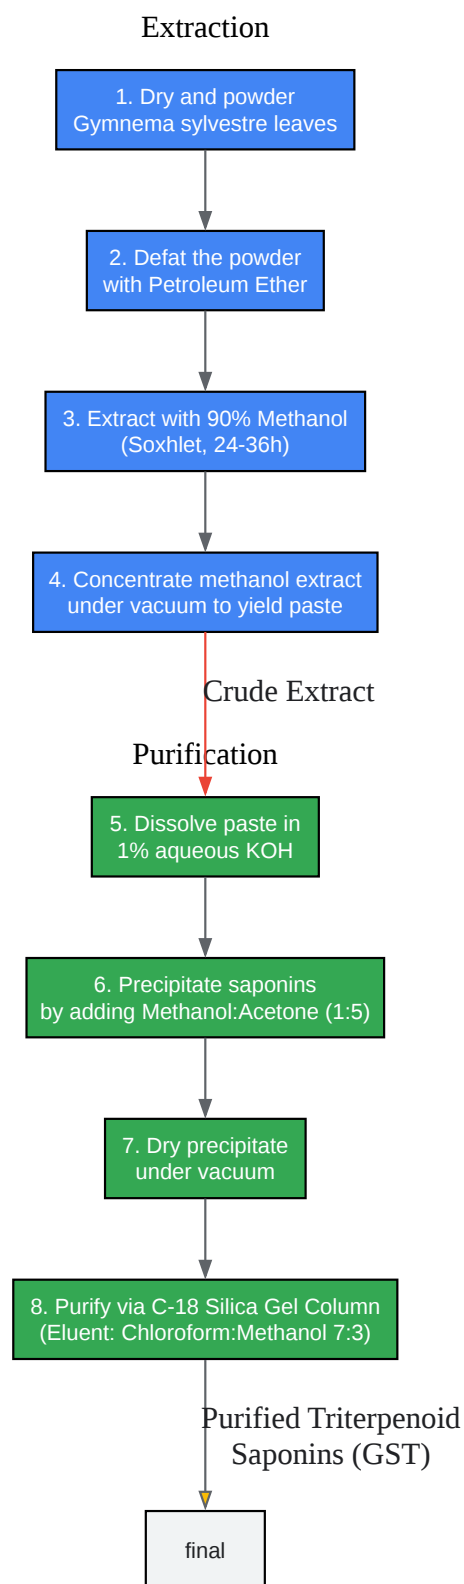 Extraction
1. Dry and powder
Gymnema sylvestre leaves
2. Defat the powder
with Petroleum Ether
3. Extract with 90% Methanol
(Soxhlet, 24-36h)
4. Concentrate methanol extract
under vacuum to yield paste
Crude Extract
Purification
5. Dissolve paste in
1% aqueous KOH
6. Precipitate saponins
by adding Methanol:Acetone (1:5)
7. Dry precipitate
under vacuum
8. Purify via C-18 Silica Gel Column
(Eluent: Chloroform:Methanol 7:3)
Purified Triterpenoid
Saponins (GST)
final